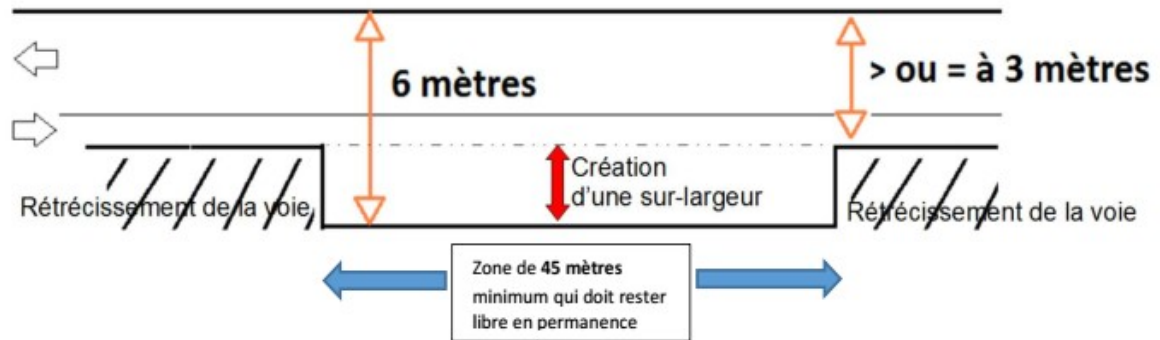 6 mètres
> ou = à 3 mètres
Création
d'une sur-largeur
Rétrécissement de la voie
Rétrécissement de la voie
Zone de 45 mètres
minimum qui doit rester
libre en permanence